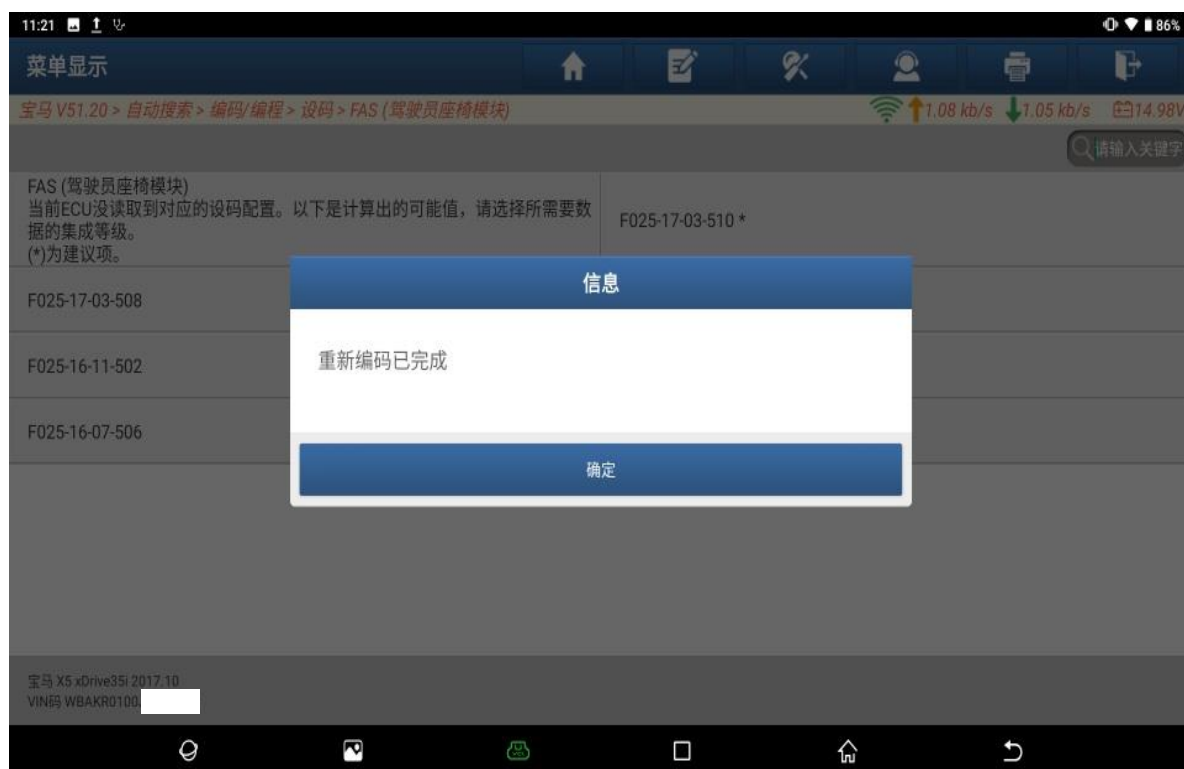 11:21
86%
菜单显示
宝马 V51.20 > 自动搜索 > 编码/编程 > 设码 > FAS (驾驶员座椅模块)
1.08 kb/s
1.05 kb/s
14.98V
请输入关键字
FAS (驾驶员座椅模块)
当前ECU没读取到对应的设码配置。以下是计算出的可能值，请选择所需要数
据的集成等级。
(*)为建议项。
F025-17-03-510 *
信息
F025-17-03-508
重新编码已完成
F025-16-11-502
F025-16-07-506
确定
宝马 X5 xDrive35i 2017.10
VIN码 WBAKR0100